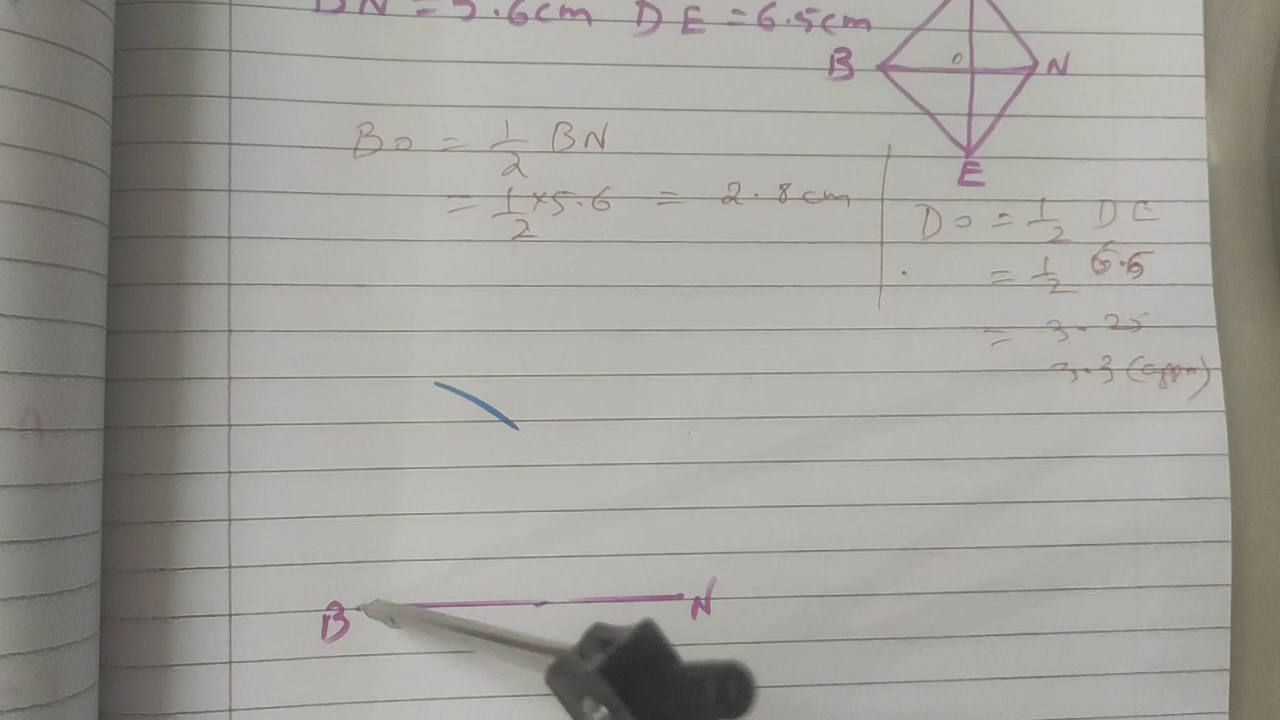 BN = 5.6cm DE = 6.5cm
B O N
E
BO = 1/2 BN
= 1/2 × 5.6 = 2.8cm
DO = 1/2 DE
= 1/2 6.5
= 3.25
3.3 (appr)
B N